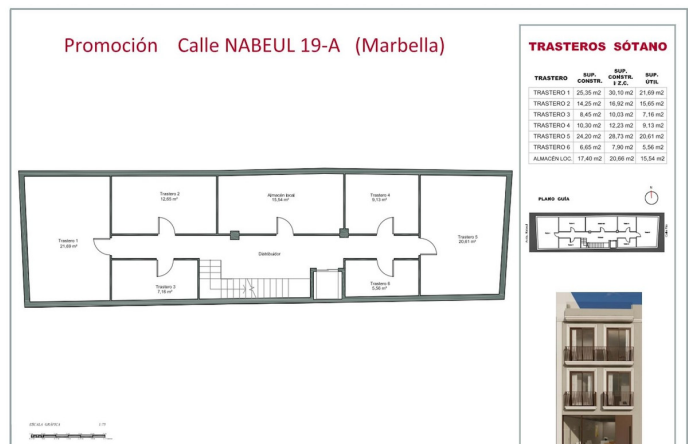 Promoción Calle NABEUL 19-A (Marbella)
TRASTEROS SÓTANO
TRASTERO SUP. CONSTR. SUP. CONSTR. I Z.C. SUP. ÚTIL
TRASTERO 1 25,35 m2 30,10 m2 21,69 m2
TRASTERO 2 14,25 m2 16,92 m2 15,65 m2
TRASTERO 3 8,45 m2 10,03 m2 7,16 m2
TRASTERO 4 10,30 m2 12,23 m2 9,13 m2
TRASTERO 5 24,20 m2 28,73 m2 20,61 m2
TRASTERO 6 6,65 m2 7,90 m2 5,56 m2
ALMACÉN LOC. 17,40 m2 20,66 m2 15,54 m2
PLANO GUÍA
Trastero 1
21,69 m²
Trastero 2
12,65 m²
Almacén local
15,54 m²
Trastero 4
9,13 m²
Trastero 5
20,61 m²
Distribuidor
Trastero 3
7,16 m²
Trastero 6
5,56 m²
ESCALA GRÁFICA